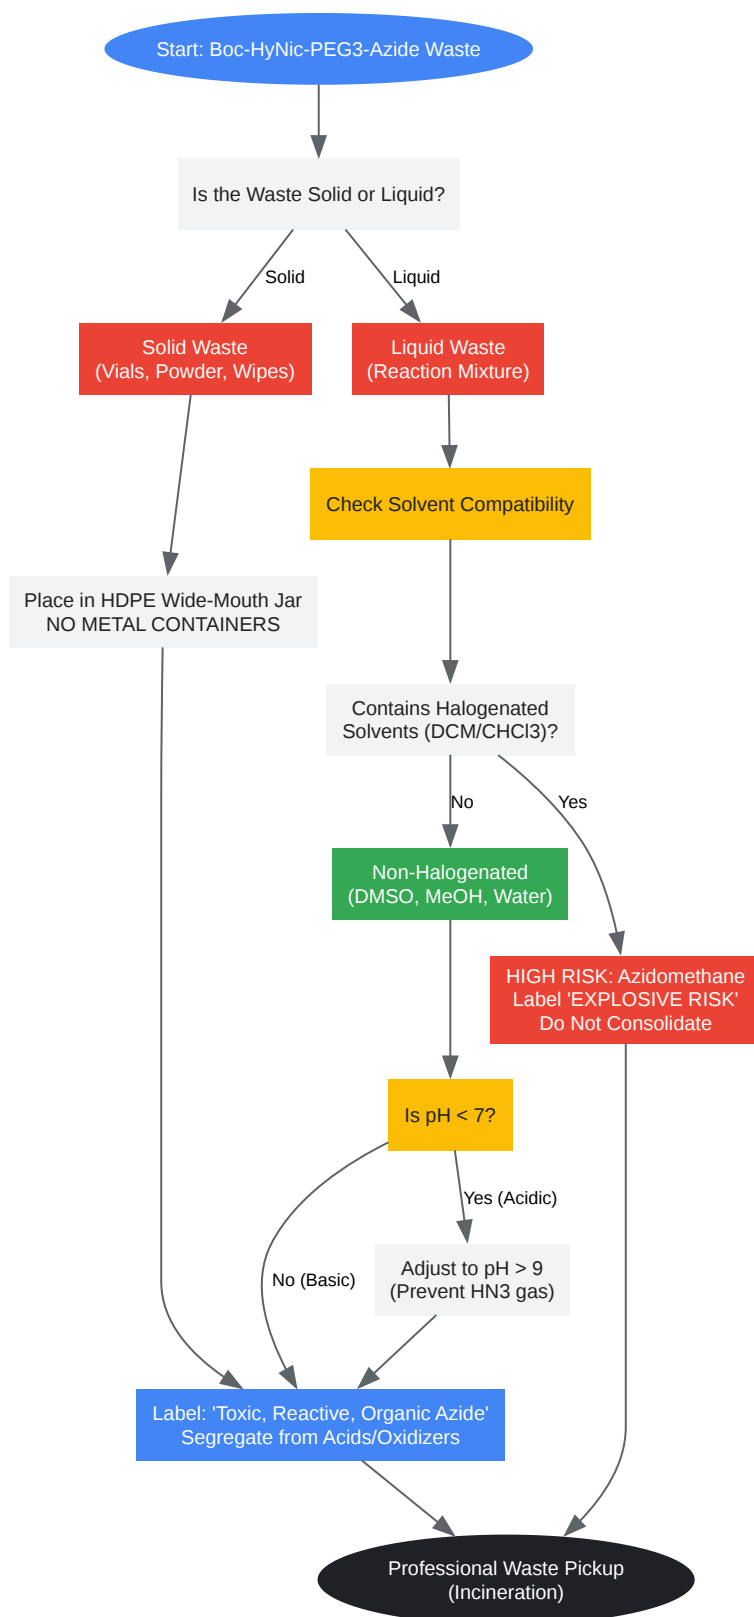 Start: Boc-HyNic-PEG3-Azide Waste
Is the Waste Solid or Liquid?
Solid
Liquid
Solid Waste
(Vials, Powder, Wipes)
Liquid Waste
(Reaction Mixture)
Check Solvent Compatibility
Place in HDPE Wide-Mouth Jar
NO METAL CONTAINERS
Contains Halogenated
Solvents (DCM/CHCl3)?
No
Yes
Non-Halogenated
(DMSO, MeOH, Water)
HIGH RISK: Azidomethane
Label 'EXPLOSIVE RISK'
Do Not Consolidate
Is pH < 7?
Yes (Acidic)
No (Basic)
Adjust to pH > 9
(Prevent HN3 gas)
Label: 'Toxic, Reactive, Organic Azide'
Segregate from Acids/Oxidizers
Professional Waste Pickup
(Incineration)